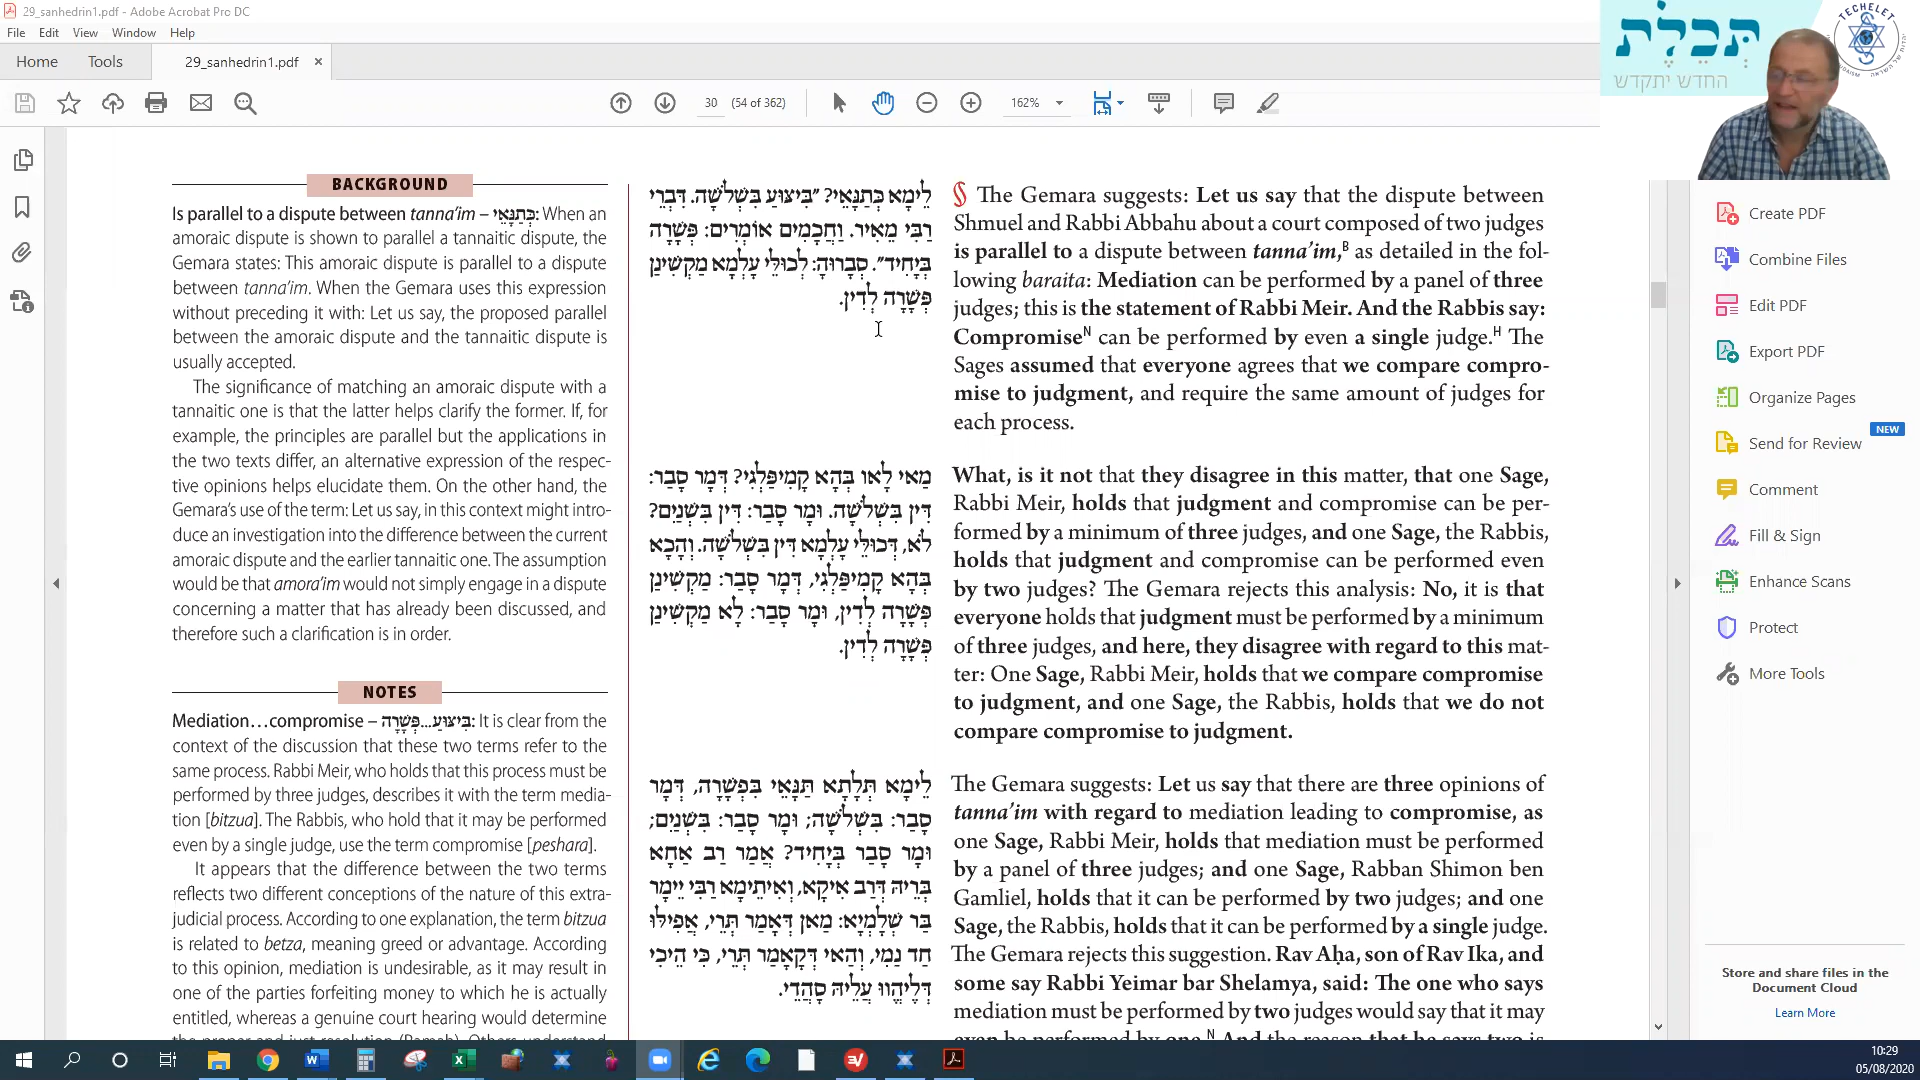 29_sanhedrin1.pdf - Adobe Acrobat Pro DC
File Edit View Window Help
Home Tools 29_sanhedrin1.pdf ×
30 (54 of 362) 162%
BACKGROUND
Is parallel to a dispute between tanna'im – כְּתַנָּאֵי: When an
amoraic dispute is shown to parallel a tannaitic dispute, the
Gemara states: This amoraic dispute is parallel to a dispute
between tanna'im. When the Gemara uses this expression
without preceding it with: Let us say, the proposed parallel
between the amoraic dispute and the tannaitic dispute is
usually accepted.
The significance of matching an amoraic dispute with a
tannaitic one is that the latter helps clarify the former. If, for
example, the principles are parallel but the applications in
the two texts differ, an alternative expression of the respec-
tive opinions helps elucidate them. On the other hand, the
Gemara's use of the term: Let us say, in this context might intro-
duce an investigation into the difference between the current
amoraic dispute and the earlier tannaitic one. The assumption
would be that amora'im would not simply engage in a dispute
concerning a matter that has already been discussed, and
therefore such a clarification is in order.
NOTES
Mediation…compromise – בִּיצּוּעַ...פְּשָׁרָה: It is clear from the
context of the discussion that these two terms refer to the
same process. Rabbi Meir, who holds that this process must be
performed by three judges, describes it with the term media-
tion [bitzua]. The Rabbis, who hold that it may be performed
even by a single judge, use the term compromise [peshara].
It appears that the difference between the two terms
reflects two different conceptions of the nature of this extra-
judicial process. According to one explanation, the term bitzua
is related to betza, meaning greed or advantage. According
to this opinion, mediation is undesirable, as it may result in
one of the parties forfeiting money to which he is actually
entitled, whereas a genuine court hearing would determine
לֵימָא כְּתַנָּאֵי? ״בִּיצּוּעַ בִּשְׁלֹשָׁה. דִּבְרֵי
רַבִּי מֵאִיר. וַחֲכָמִים אוֹמְרִים: פְּשָׁרָה
בְּיָחִיד״. סַבְרוּהָ: לְכוּלֵּי עָלְמָא מַקְשִׁינַן
פְּשָׁרָה לְדִין.
מַאי לָאו בְּהָא קָמִיפַּלְגִי? דְּמָר סָבַר:
דִּין בִּשְׁלֹשָׁה. וּמָר סָבַר: דִּין בִּשְׁנַיִם?
לֹא, דְּכוּלֵּי עָלְמָא דִּין בִּשְׁלֹשָׁה. וְהָכָא
בְּהָא קָמִיפַּלְגִי, דְּמָר סָבַר: מַקְשִׁינַן
פְּשָׁרָה לְדִין, וּמָר סָבַר: לָא מַקְשִׁינַן
פְּשָׁרָה לְדִין.
לֵימָא תְּלָתָא תַּנָּאֵי בִּפְשָׁרָה, דְּמָר
סָבַר: בִּשְׁלֹשָׁה; וּמָר סָבַר: בִּשְׁנַיִם;
וּמָר סָבַר בְּיָחִיד? אָמַר רַב אַחָא
בְּרֵיהּ דְּרַב אִיקָא, וְאִיתֵּימָא רַבִּי יֵימַר
בַּר שְׁלֶמְיָא: מַאן דְּאָמַר תְּרֵי, אֲפִילּוּ
חַד נַמִי, וְהַאי דְּקָאָמַר תְּרֵי, כִּי הֵיכִי
דְּלֶיהֱווּ עֲלֵיהּ סָהֲדֵי.
§ The Gemara suggests: Let us say that the dispute between
Shmuel and Rabbi Abbahu about a court composed of two judges
is parallel to a dispute between tanna'im,B as detailed in the fol-
lowing baraita: Mediation can be performed by a panel of three
judges; this is the statement of Rabbi Meir. And the Rabbis say:
CompromiseN can be performed by even a single judge.H The
Sages assumed that everyone agrees that we compare compro-
mise to judgment, and require the same amount of judges for
each process.
What, is it not that they disagree in this matter, that one Sage,
Rabbi Meir, holds that judgment and compromise can be per-
formed by a minimum of three judges, and one Sage, the Rabbis,
holds that judgment and compromise can be performed even
by two judges? The Gemara rejects this analysis: No, it is that
everyone holds that judgment must be performed by a minimum
of three judges, and here, they disagree with regard to this mat-
ter: One Sage, Rabbi Meir, holds that we compare compromise
to judgment, and one Sage, the Rabbis, holds that we do not
compare compromise to judgment.
The Gemara suggests: Let us say that there are three opinions of
tanna'im with regard to mediation leading to compromise, as
one Sage, Rabbi Meir, holds that mediation must be performed
by a panel of three judges; and one Sage, Rabban Shimon ben
Gamliel, holds that it can be performed by two judges; and one
Sage, the Rabbis, holds that it can be performed by a single judge.
The Gemara rejects this suggestion. Rav Aḥa, son of Rav Ika, and
some say Rabbi Yeimar bar Shelamya, said: The one who says
mediation must be performed by two judges would say that it may
even be performed by one.N And the reason that he says two is
תְּכֵלֶת
החדש יתקדש
TECHELET
Create PDF
Combine Files
Edit PDF
Export PDF
Organize Pages
NEW
Send for Review
Comment
Fill & Sign
Enhance Scans
Protect
More Tools
Store and share files in the
Document Cloud
Learn More
10:29
05/08/2020